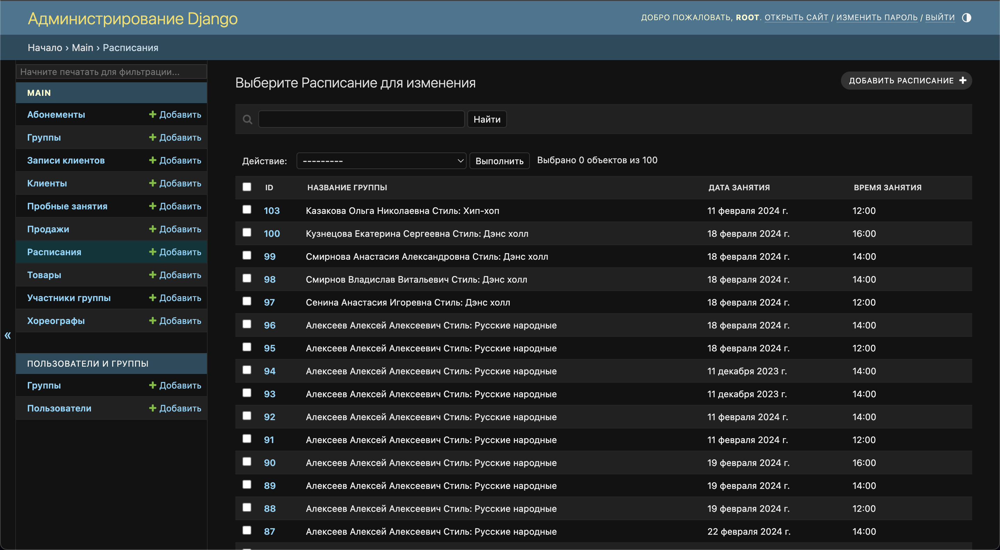 Администрирование Django
ДОБРО ПОЖАЛОВАТЬ, ROOT. ОТКРЫТЬ САЙТ / ИЗМЕНИТЬ ПАРОЛЬ / ВЫЙТИ
Начало › Main › Расписания
Начните печатать для фильтрации...
MAIN
Абонементы Добавить
Группы Добавить
Записи клиентов Добавить
Клиенты Добавить
Пробные занятия Добавить
Продажи Добавить
Расписания Добавить
Товары Добавить
Участники группы Добавить
Хореографы Добавить
«
ПОЛЬЗОВАТЕЛИ И ГРУППЫ
Группы Добавить
Пользователи Добавить
Выберите Расписание для изменения
ДОБАВИТЬ РАСПИСАНИЕ +
Найти
Действие: --------- Выполнить Выбрано 0 объектов из 100
ID НАЗВАНИЕ ГРУППЫ ДАТА ЗАНЯТИЯ ВРЕМЯ ЗАНЯТИЯ
103 Казакова Ольга Николаевна Стиль: Хип-хоп 11 февраля 2024 г. 12:00
100 Кузнецова Екатерина Сергеевна Стиль: Дэнс холл 18 февраля 2024 г. 16:00
99 Смирнова Анастасия Александровна Стиль: Дэнс холл 18 февраля 2024 г. 14:00
98 Смирнов Владислав Витальевич Стиль: Дэнс холл 18 февраля 2024 г. 14:00
97 Сенина Анастасия Игоревна Стиль: Дэнс холл 18 февраля 2024 г. 12:00
96 Алексеев Алексей Алексеевич Стиль: Русские народные 18 февраля 2024 г. 14:00
95 Алексеев Алексей Алексеевич Стиль: Русские народные 18 февраля 2024 г. 12:00
94 Алексеев Алексей Алексеевич Стиль: Русские народные 11 декабря 2023 г. 14:00
93 Алексеев Алексей Алексеевич Стиль: Русские народные 11 декабря 2023 г. 14:00
92 Алексеев Алексей Алексеевич Стиль: Русские народные 11 февраля 2024 г. 14:00
91 Алексеев Алексей Алексеевич Стиль: Русские народные 11 февраля 2024 г. 12:00
90 Алексеев Алексей Алексеевич Стиль: Русские народные 19 февраля 2024 г. 16:00
89 Алексеев Алексей Алексеевич Стиль: Русские народные 19 февраля 2024 г. 14:00
88 Алексеев Алексей Алексеевич Стиль: Русские народные 19 февраля 2024 г. 12:00
87 Алексеев Алексей Алексеевич Стиль: Русские народные 22 февраля 2024 г. 14:00